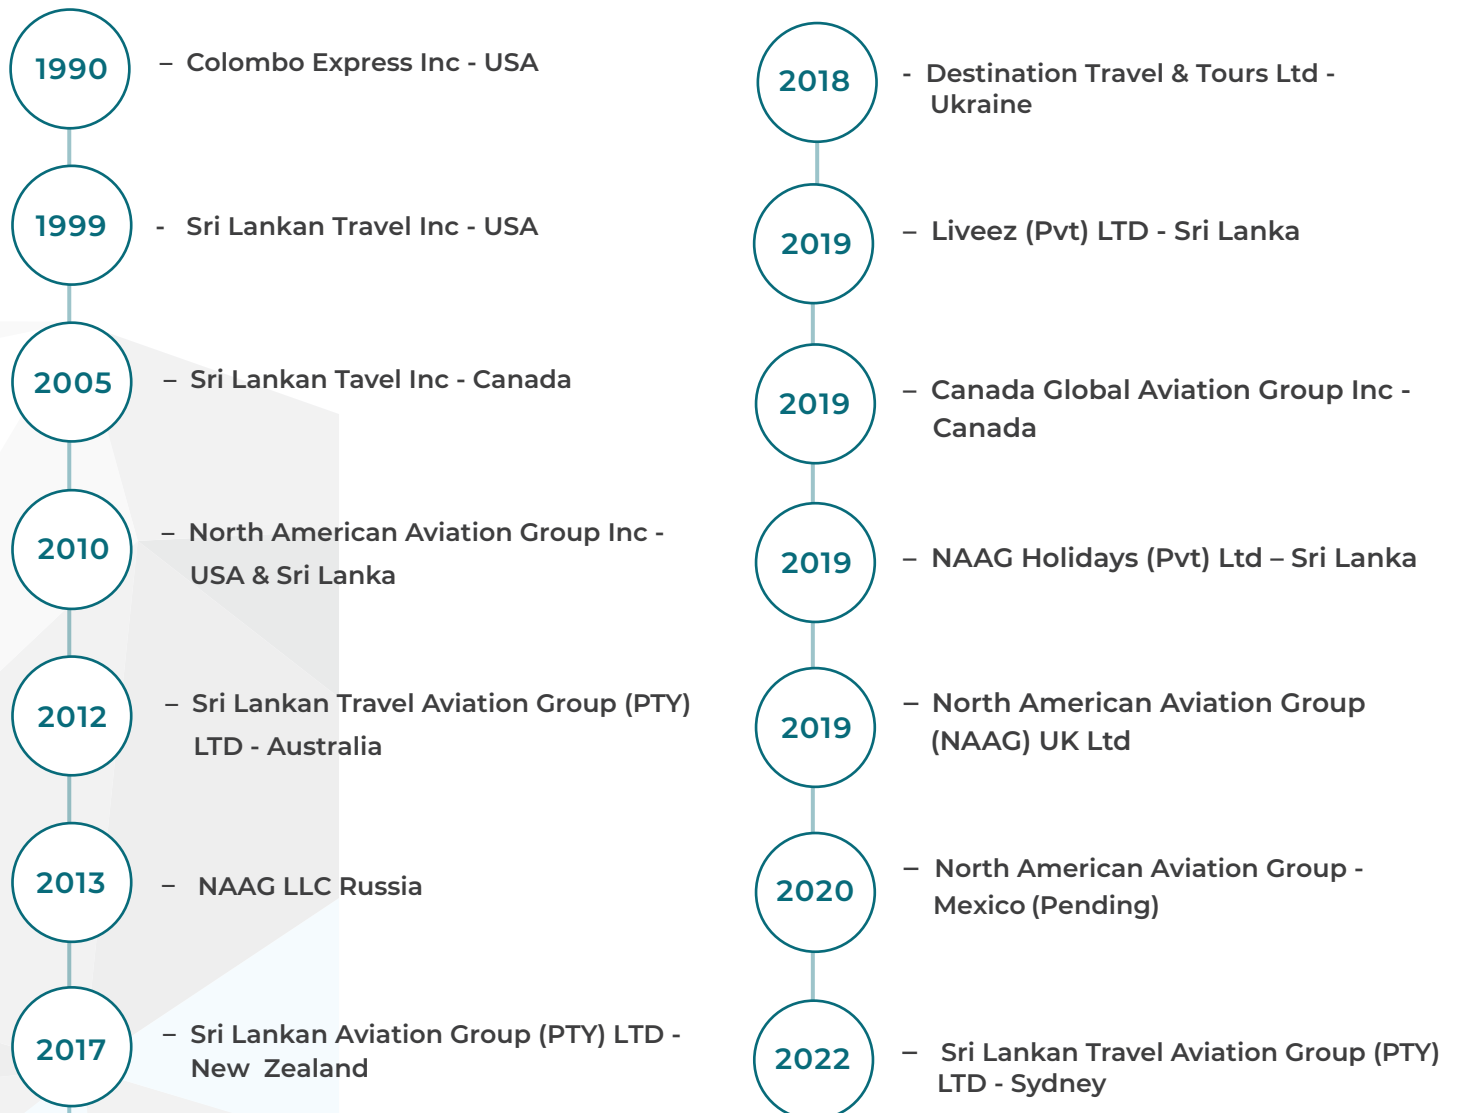 1990
– Colombo Express Inc - USA
1999
- Sri Lankan Travel Inc - USA
2005
– Sri Lankan Tavel Inc - Canada
2010
– North American Aviation Group Inc -
USA & Sri Lanka
2012
– Sri Lankan Travel Aviation Group (PTY)
LTD - Australia
2013
– NAAG LLC Russia
2017
– Sri Lankan Aviation Group (PTY) LTD -
New Zealand
2018
- Destination Travel & Tours Ltd -
Ukraine
2019
– Liveez (Pvt) LTD - Sri Lanka
2019
– Canada Global Aviation Group Inc -
Canada
2019
– NAAG Holidays (Pvt) Ltd – Sri Lanka
2019
– North American Aviation Group
(NAAG) UK Ltd
2020
– North American Aviation Group -
Mexico (Pending)
2022
– Sri Lankan Travel Aviation Group (PTY)
LTD - Sydney